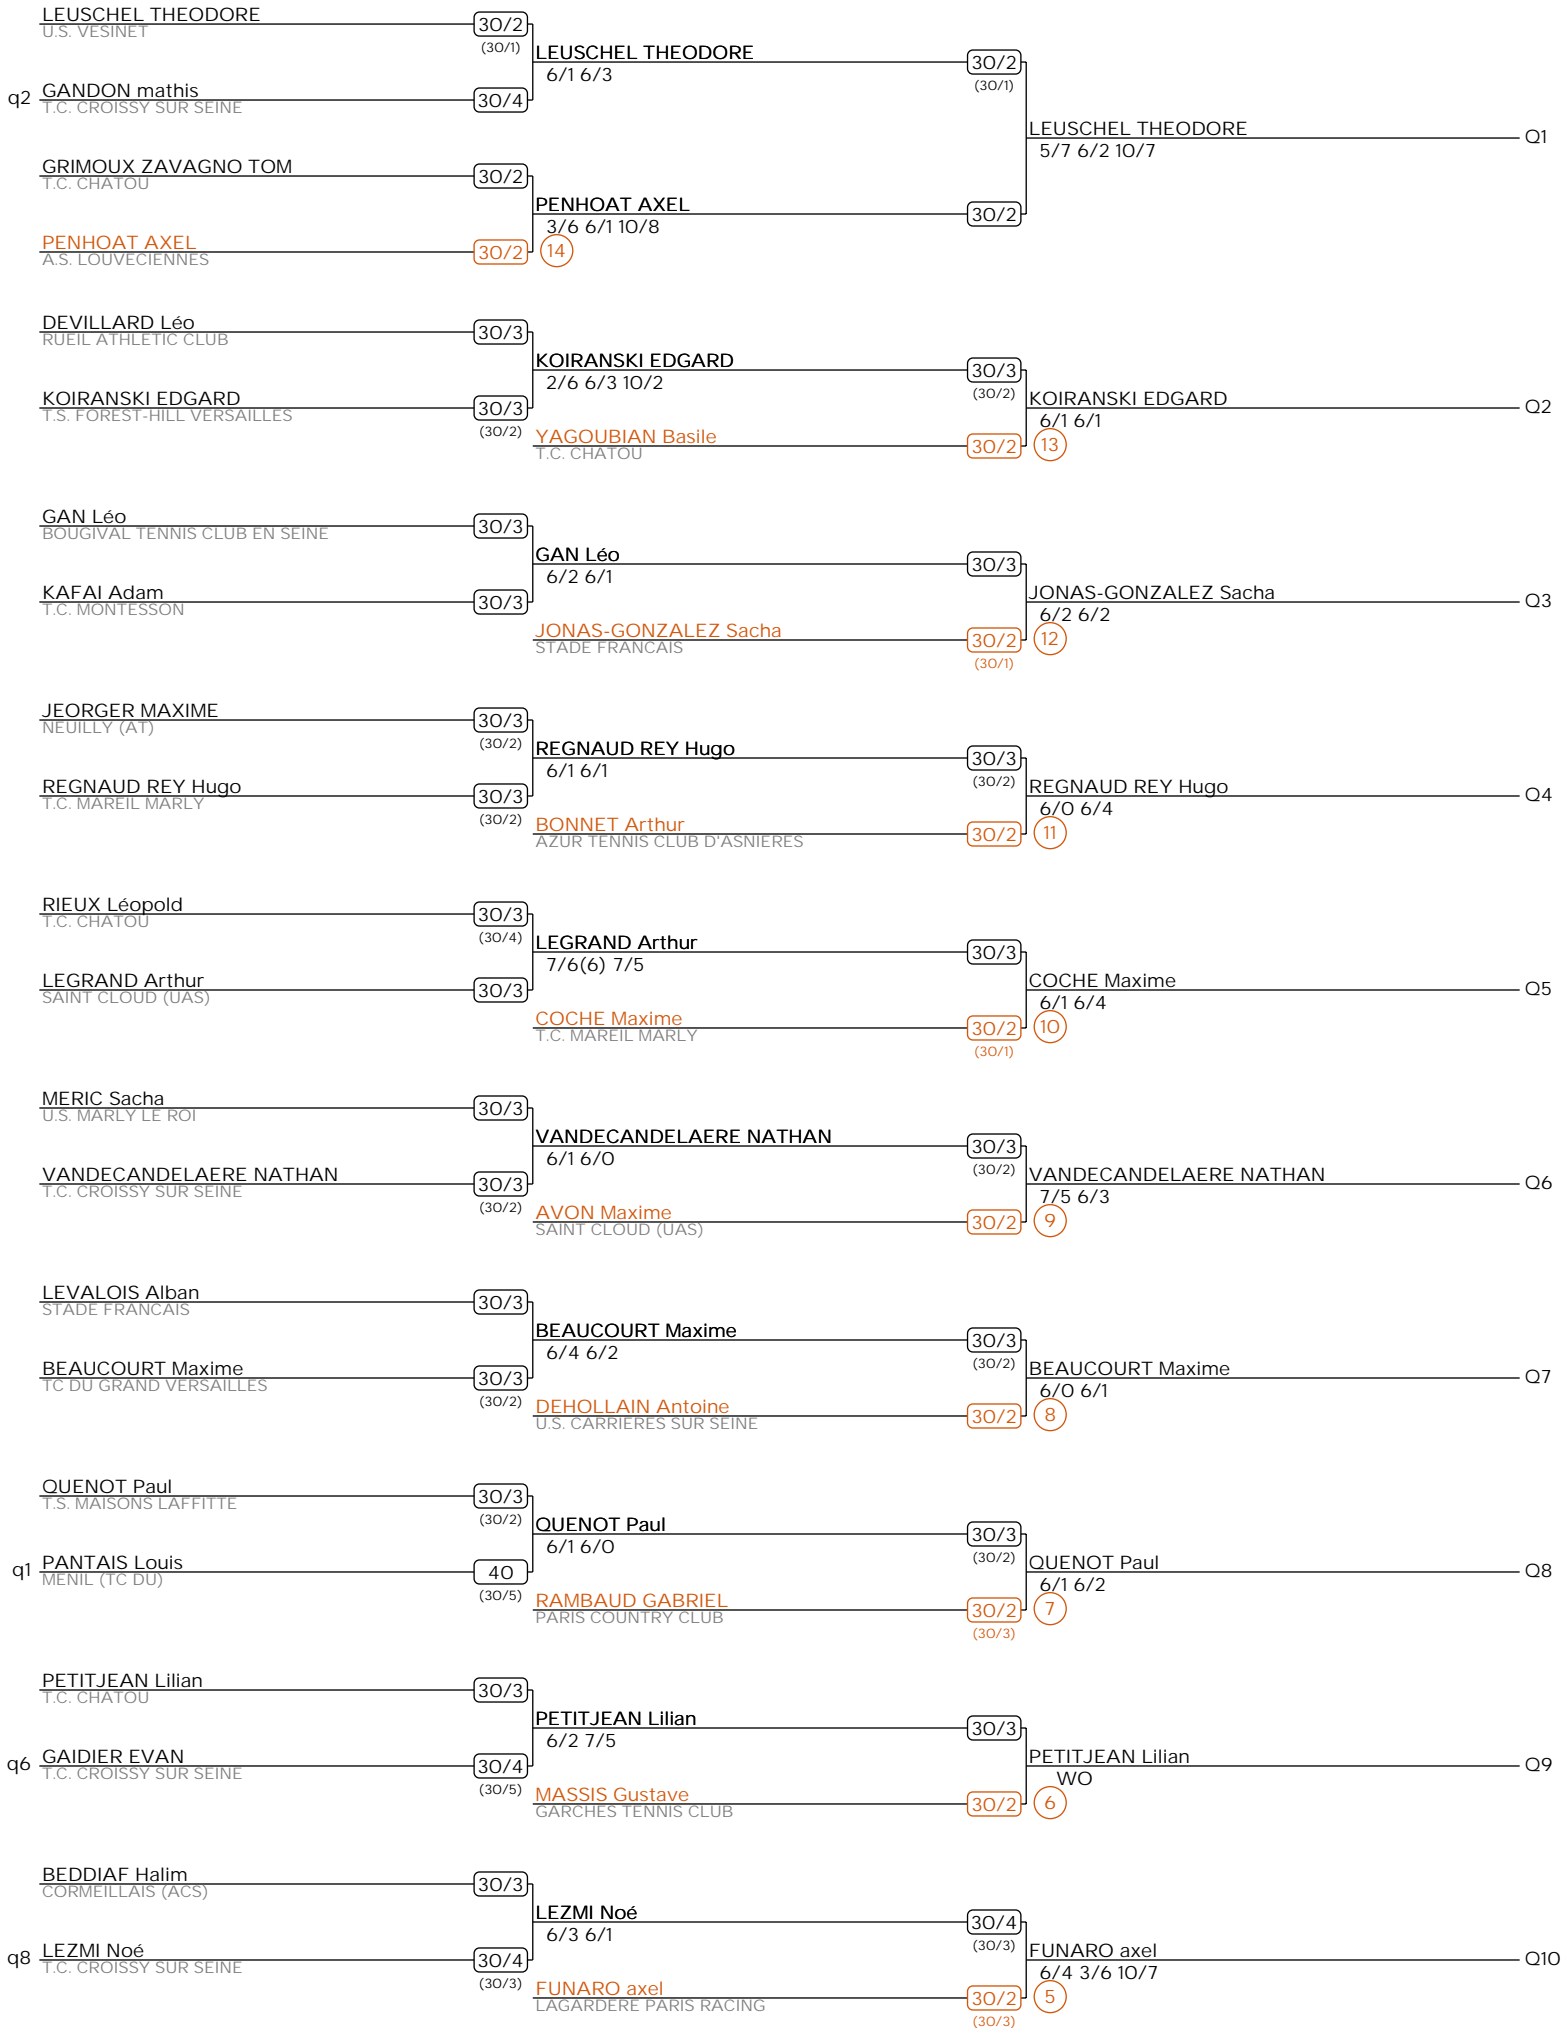 LEUSCHEL THEODORE
U.S. VESINET
30/2
(30/1)
LEUSCHEL THEODORE
6/1 6/3
30/2
(30/1)
q2 GANDON mathis
T.C. CROISSY SUR SEINE
30/4
LEUSCHEL THEODORE
5/7 6/2 10/7
Q1
GRIMOUX ZAVAGNO TOM
T.C. CHATOU
30/2
PENHOAT AXEL
3/6 6/1 10/8
30/2
PENHOAT AXEL
A.S. LOUVECIENNES
30/2
14
DEVILLARD Léo
RUEIL ATHLETIC CLUB
30/3
KOIRANSKI EDGARD
2/6 6/3 10/2
30/3
(30/2)
KOIRANSKI EDGARD
T.S. FOREST-HILL VERSAILLES
30/3
(30/2)
KOIRANSKI EDGARD
6/1 6/1
Q2
YAGOUBIAN Basile
T.C. CHATOU
30/2
13
GAN Léo
BOUGIVAL TENNIS CLUB EN SEINE
30/3
GAN Léo
6/2 6/1
30/3
KAFAI Adam
T.C. MONTESSON
30/3
JONAS-GONZALEZ Sacha
6/2 6/2
Q3
JONAS-GONZALEZ Sacha
STADE FRANCAIS
30/2
(30/1)
12
JEORGER MAXIME
NEUILLY (AT)
30/3
(30/2)
REGNAUD REY Hugo
6/1 6/1
30/3
(30/2)
REGNAUD REY Hugo
T.C. MAREIL MARLY
30/3
(30/2)
REGNAUD REY Hugo
6/0 6/4
Q4
BONNET Arthur
AZUR TENNIS CLUB D'ASNIERES
30/2
11
RIEUX Léopold
T.C. CHATOU
30/3
(30/4)
LEGRAND Arthur
7/6(6) 7/5
30/3
LEGRAND Arthur
SAINT CLOUD (UAS)
30/3
COCHE Maxime
6/1 6/4
Q5
COCHE Maxime
T.C. MAREIL MARLY
30/2
(30/1)
10
MERIC Sacha
U.S. MARLY LE ROI
30/3
VANDECANDELAERE NATHAN
6/1 6/0
30/3
(30/2)
VANDECANDELAERE NATHAN
T.C. CROISSY SUR SEINE
30/3
(30/2)
VANDECANDELAERE NATHAN
7/5 6/3
Q6
AVON Maxime
SAINT CLOUD (UAS)
30/2
9
LEVALOIS Alban
STADE FRANCAIS
30/3
BEAUCOURT Maxime
6/4 6/2
30/3
(30/2)
BEAUCOURT Maxime
TC DU GRAND VERSAILLES
30/3
(30/2)
BEAUCOURT Maxime
6/0 6/1
Q7
DEHOLLAIN Antoine
U.S. CARRIERES SUR SEINE
30/2
8
QUENOT Paul
T.S. MAISONS LAFFITTE
30/3
(30/2)
QUENOT Paul
6/1 6/0
30/3
(30/2)
q1 PANTAIS Louis
MENIL (TC DU)
40
(30/5)
QUENOT Paul
6/1 6/2
Q8
RAMBAUD GABRIEL
PARIS COUNTRY CLUB
30/2
(30/3)
7
PETITJEAN Lilian
T.C. CHATOU
30/3
PETITJEAN Lilian
6/2 7/5
30/3
q6 GAIDIER EVAN
T.C. CROISSY SUR SEINE
30/4
(30/5)
PETITJEAN Lilian
WO
Q9
MASSIS Gustave
GARCHES TENNIS CLUB
30/2
6
BEDDIAF Halim
CORMEILLAIS (ACS)
30/3
LEZMI Noé
6/3 6/1
30/4
(30/3)
q8 LEZMI Noé
T.C. CROISSY SUR SEINE
30/4
(30/3)
FUNARO axel
6/4 3/6 10/7
Q10
FUNARO axel
LAGARDERE PARIS RACING
30/2
(30/3)
5